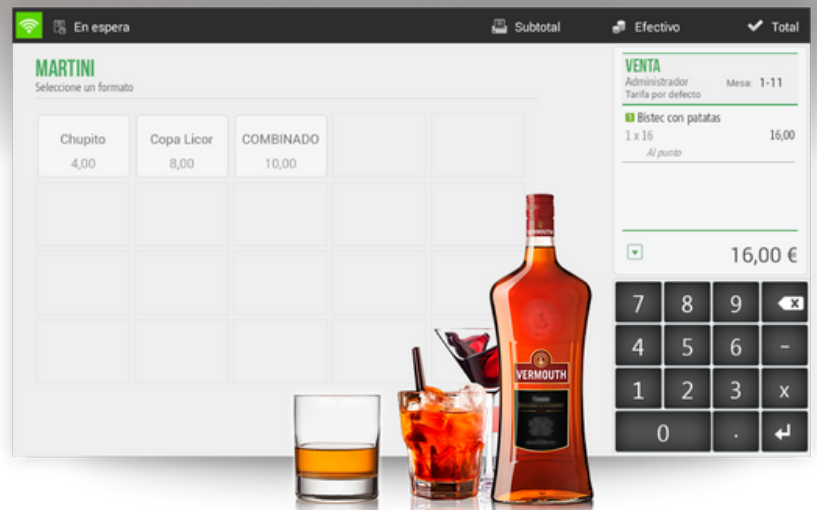 En espera
Subtotal
Efectivo
Total
MARTINI
Seleccione un formato
Chupito
4,00
Copa Licor
8,00
COMBINADO
10,00
VENTA
Administrador
Mesa: 1-11
Tarifa por defecto
1 Bistec con patatas
1 x 16 16,00
Al punto
16,00 €
7 8 9 x
4 5 6 -
1 2 3 x
0 .
VERMOUTH
VERMOUTH